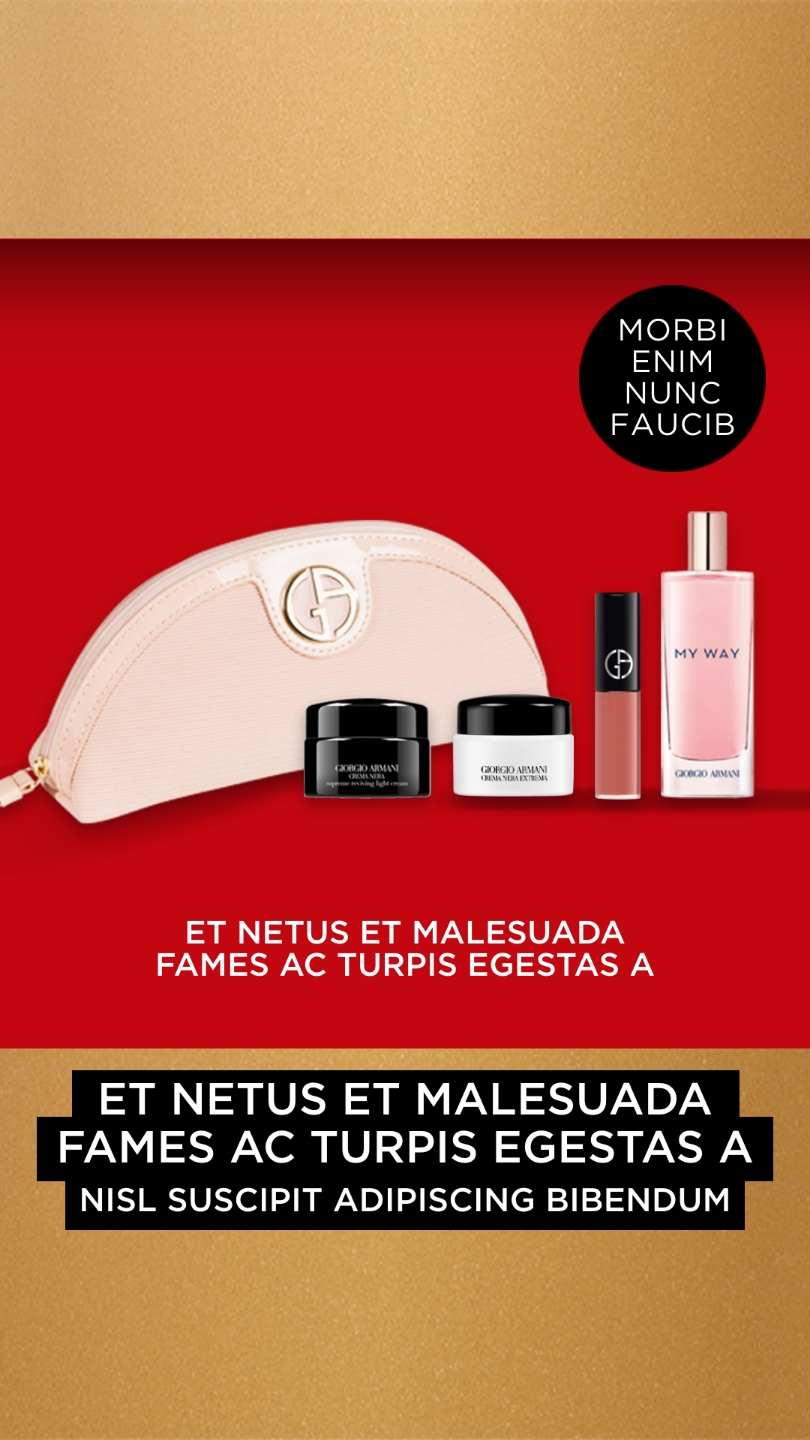 MORBI
ENIM
NUNC
FAUCIB
MY WAY
GIORGIO ARMANI
CREMA NERA
supreme reviving light cream
GIORGIO ARMANI
CREMA NERA EXTREMA
GIORGIO ARMANI
ET NETUS ET MALESUADA
FAMES AC TURPIS EGESTAS A
ET NETUS ET MALESUADA
FAMES AC TURPIS EGESTAS A
NISL SUSCIPIT ADIPISCING BIBENDUM